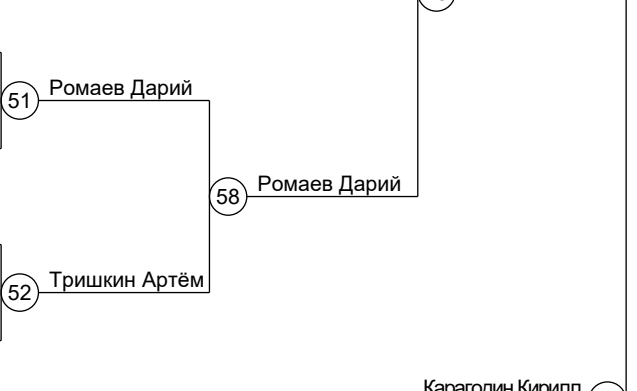 51 Ромаев Дарий
58 Ромаев Дарий
52 Тришкин Артём
Караголин Кирилл